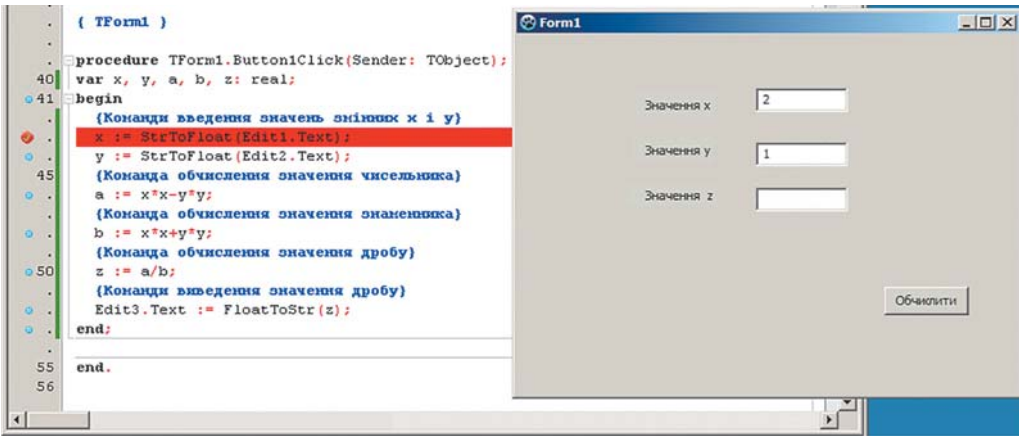 { TForm1 }
procedure TForm1.Button1Click(Sender: TObject);
40 var x, y, a, b, z: real;
41 begin
{Команди введення значень змінних x і y}
x := StrToFloat(Edit1.Text);
y := StrToFloat(Edit2.Text);
45 {Команда обчислення значення чисельника}
a := x*x-y*y;
{Команда обчислення значення знаменника}
b := x*x+y*y;
{Команда обчислення значення дробу}
50 z := a/b;
{Команди виведення значення дробу}
Edit3.Text := FloatToStr(z);
end;
55 end.
56
Form1
Значення x 2
Значення y 1
Значення z
Обчислити